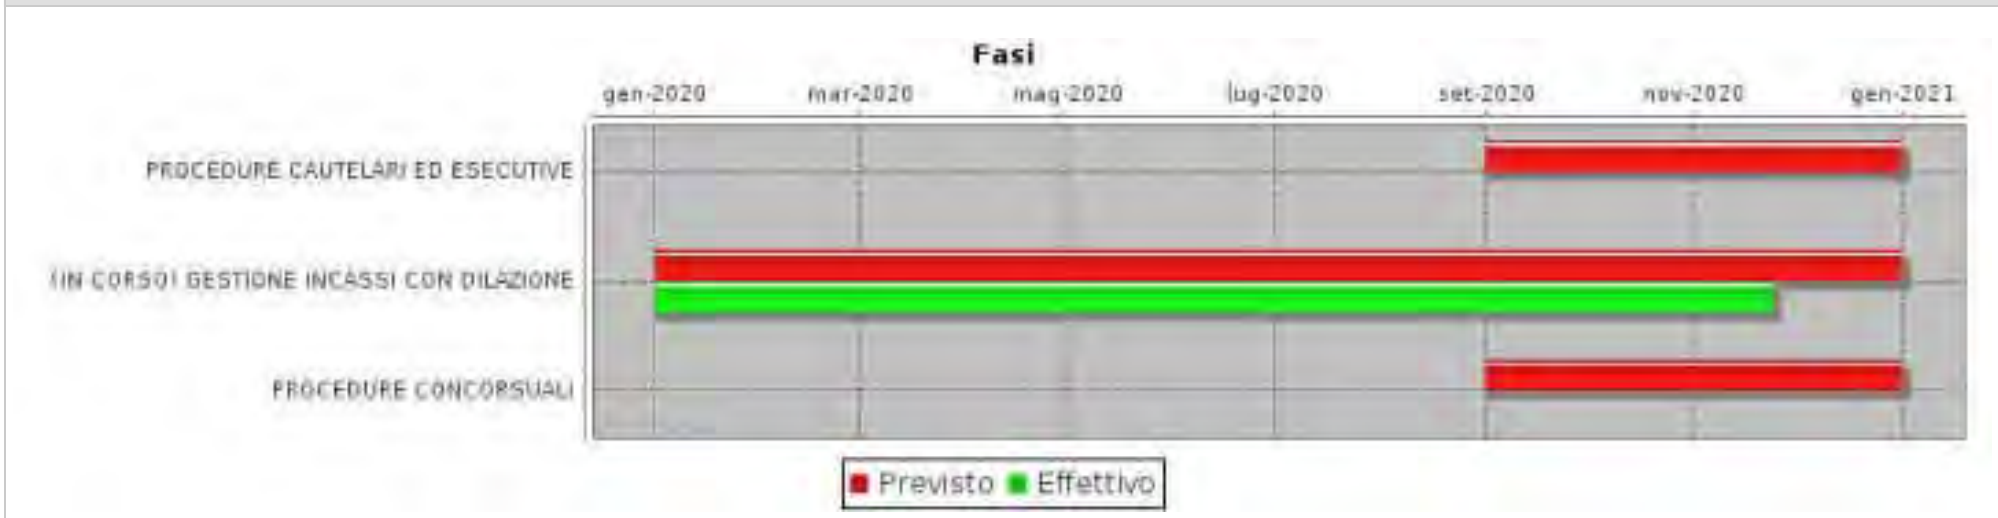 Fasi
gen-2020 mar-2020 mag-2020 lug-2020 set-2020 nov-2020 gen-2021
PROCEDURE CAUTELARI ED ESECUTIVE
(IN CORSO) GESTIONE INCASSI CON DILAZIONE
PROCEDURE CONCORSUALI
Previsto Effettivo